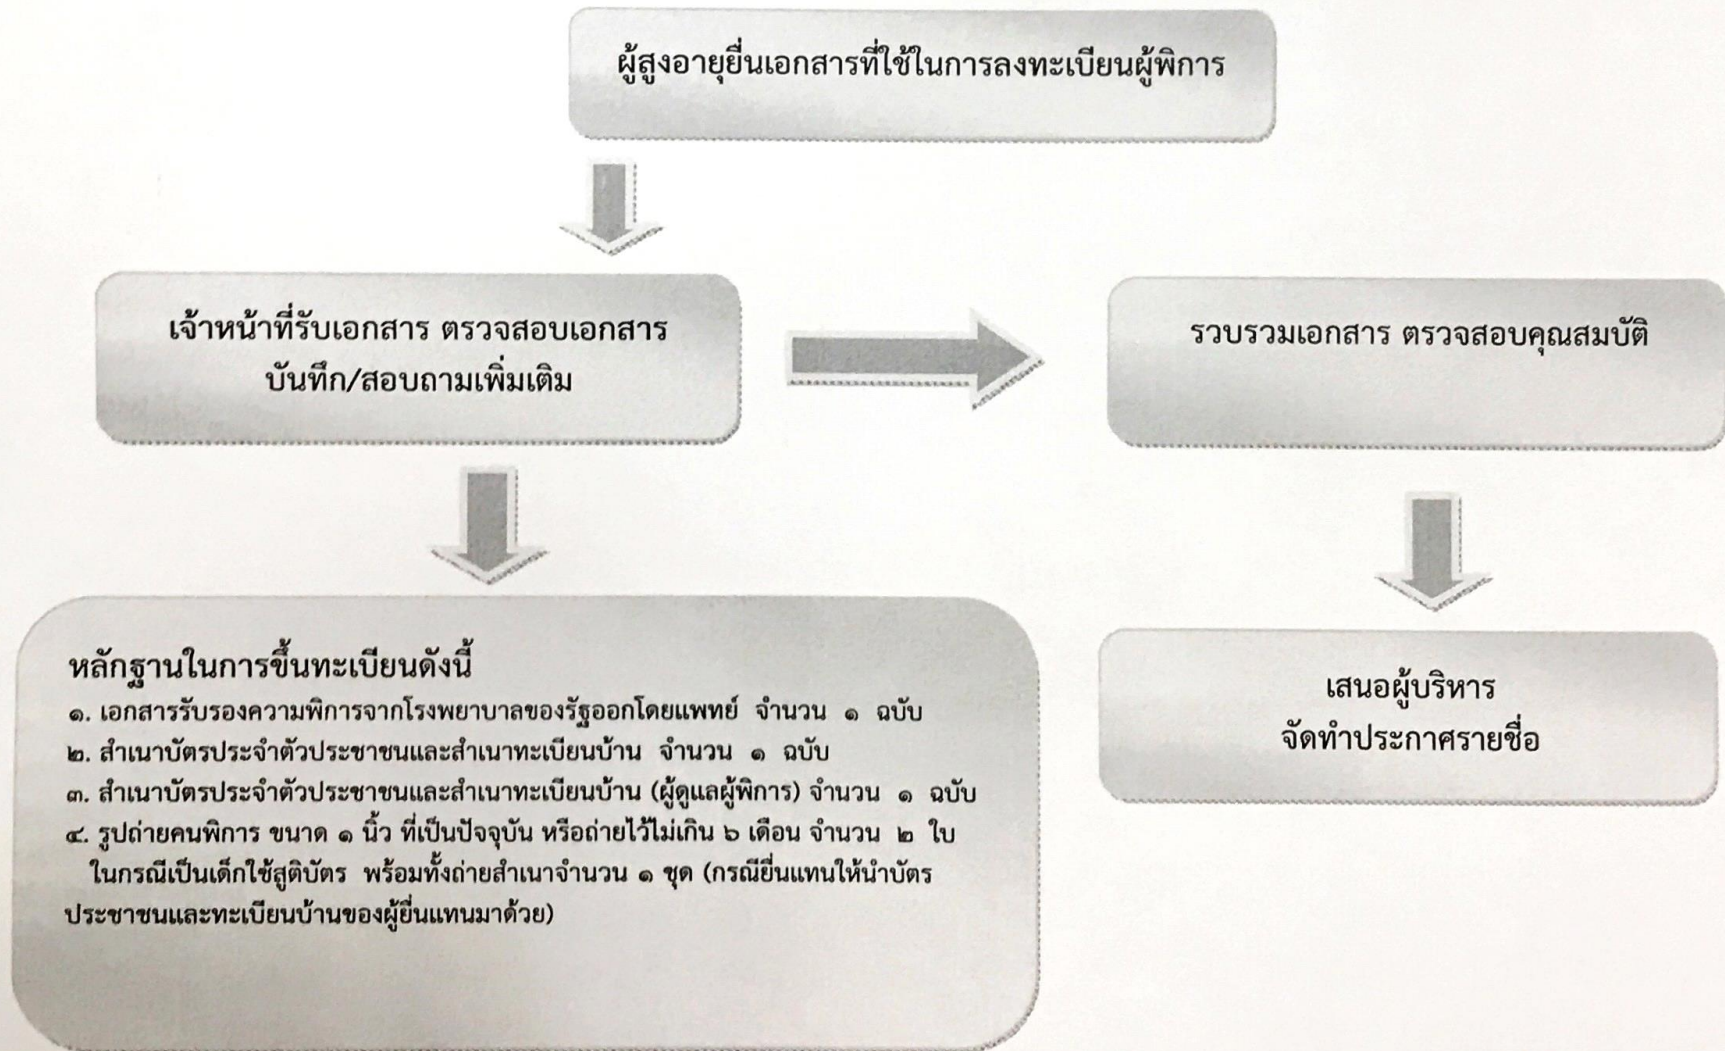 ผู้สูงอายุยื่นเอกสารที่ใช้ในการลงทะเบียนผู้พิการ
เจ้าหน้าที่รับเอกสาร ตรวจสอบเอกสาร
บันทึก/สอบถามเพิ่มเติม
รวบรวมเอกสาร ตรวจสอบคุณสมบัติ
หลักฐานในการขึ้นทะเบียนดังนี้
๑. เอกสารรับรองความพิการจากโรงพยาบาลของรัฐออกโดยแพทย์ จำนวน ๑ ฉบับ
๒. สำเนาบัตรประจำตัวประชาชนและสำเนาทะเบียนบ้าน จำนวน ๑ ฉบับ
๓. สำเนาบัตรประจำตัวประชาชนและสำเนาทะเบียนบ้าน (ผู้ดูแลผู้พิการ) จำนวน ๑ ฉบับ
๔. รูปถ่ายคนพิการ ขนาด ๑ นิ้ว ที่เป็นปัจจุบัน หรือถ่ายไว้ไม่เกิน ๖ เดือน จำนวน ๒ ใบ
ในกรณีเป็นเด็กใช้สูติบัตร พร้อมทั้งถ่ายสำเนาจำนวน ๑ ชุด (กรณียื่นแทนให้นำบัตร
ประชาชนและทะเบียนบ้านของผู้ยื่นแทนมาด้วย)
เสนอผู้บริหาร
จัดทำประกาศรายชื่อ